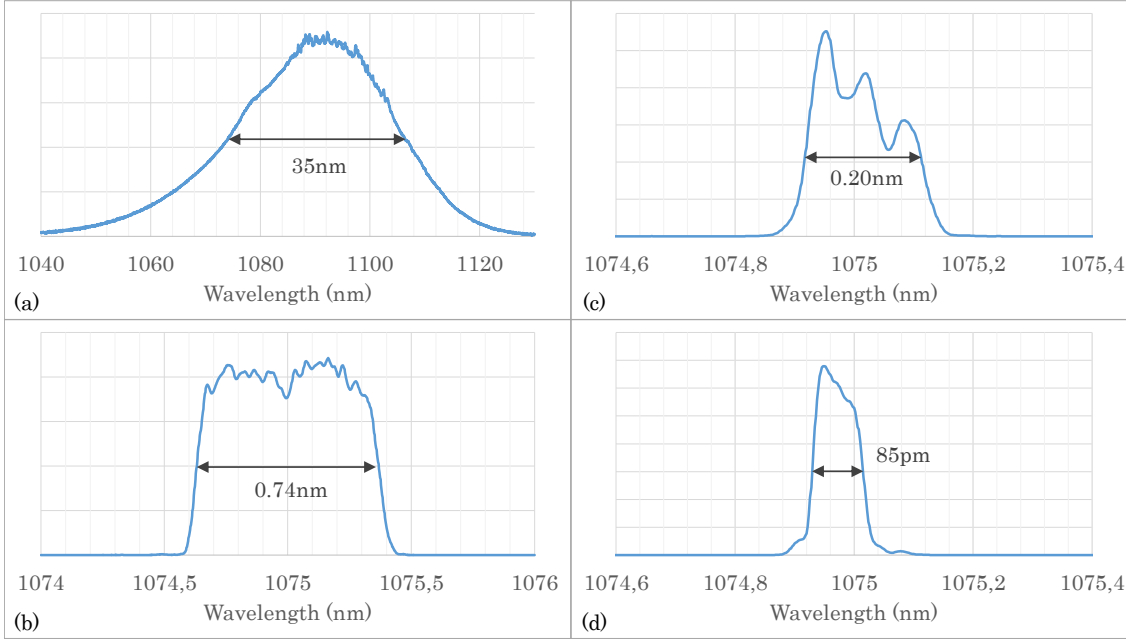 35nm
1040 1060 1080 1100 1120
Wavelength (nm)
(a)
0.20nm
1074,6 1074,8 1075 1075,2 1075,4
Wavelength (nm)
(c)
0.74nm
1074 1074,5 1075 1075,5 1076
Wavelength (nm)
(b)
85pm
1074,6 1074,8 1075 1075,2 1075,4
Wavelength (nm)
(d)